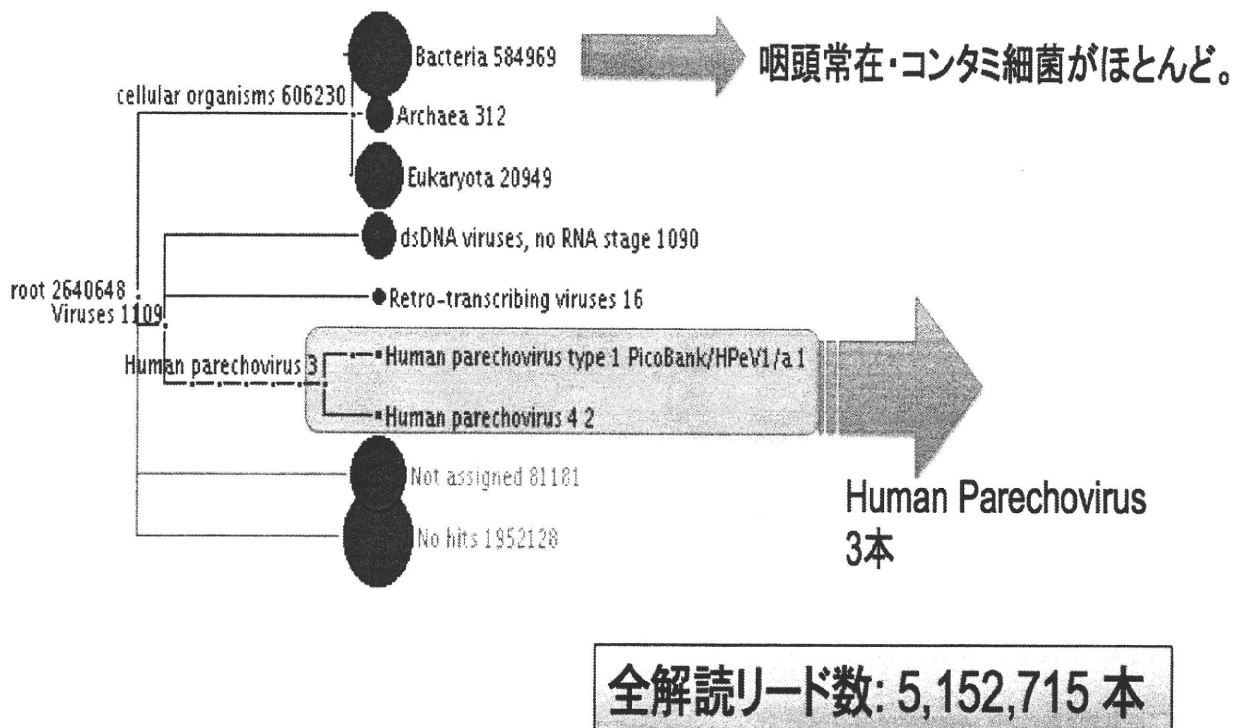 Bacteria 584969
咽頭常在・コンタミ細菌がほとんど。
cellular organisms 606230
Archaea 312
Eukaryota 20949
dsDNA viruses, no RNA stage 1090
root 2640648
Retro-transcribing viruses 16
Viruses 1109
Human parechovirus 3
Human parechovirus type 1 PicoBank/HPeV1/a 1
Human parechovirus 4 2
Not assigned 81181
No hits 1952128
Human Parechovirus
3本
全解読リード数: 5,152,715 本